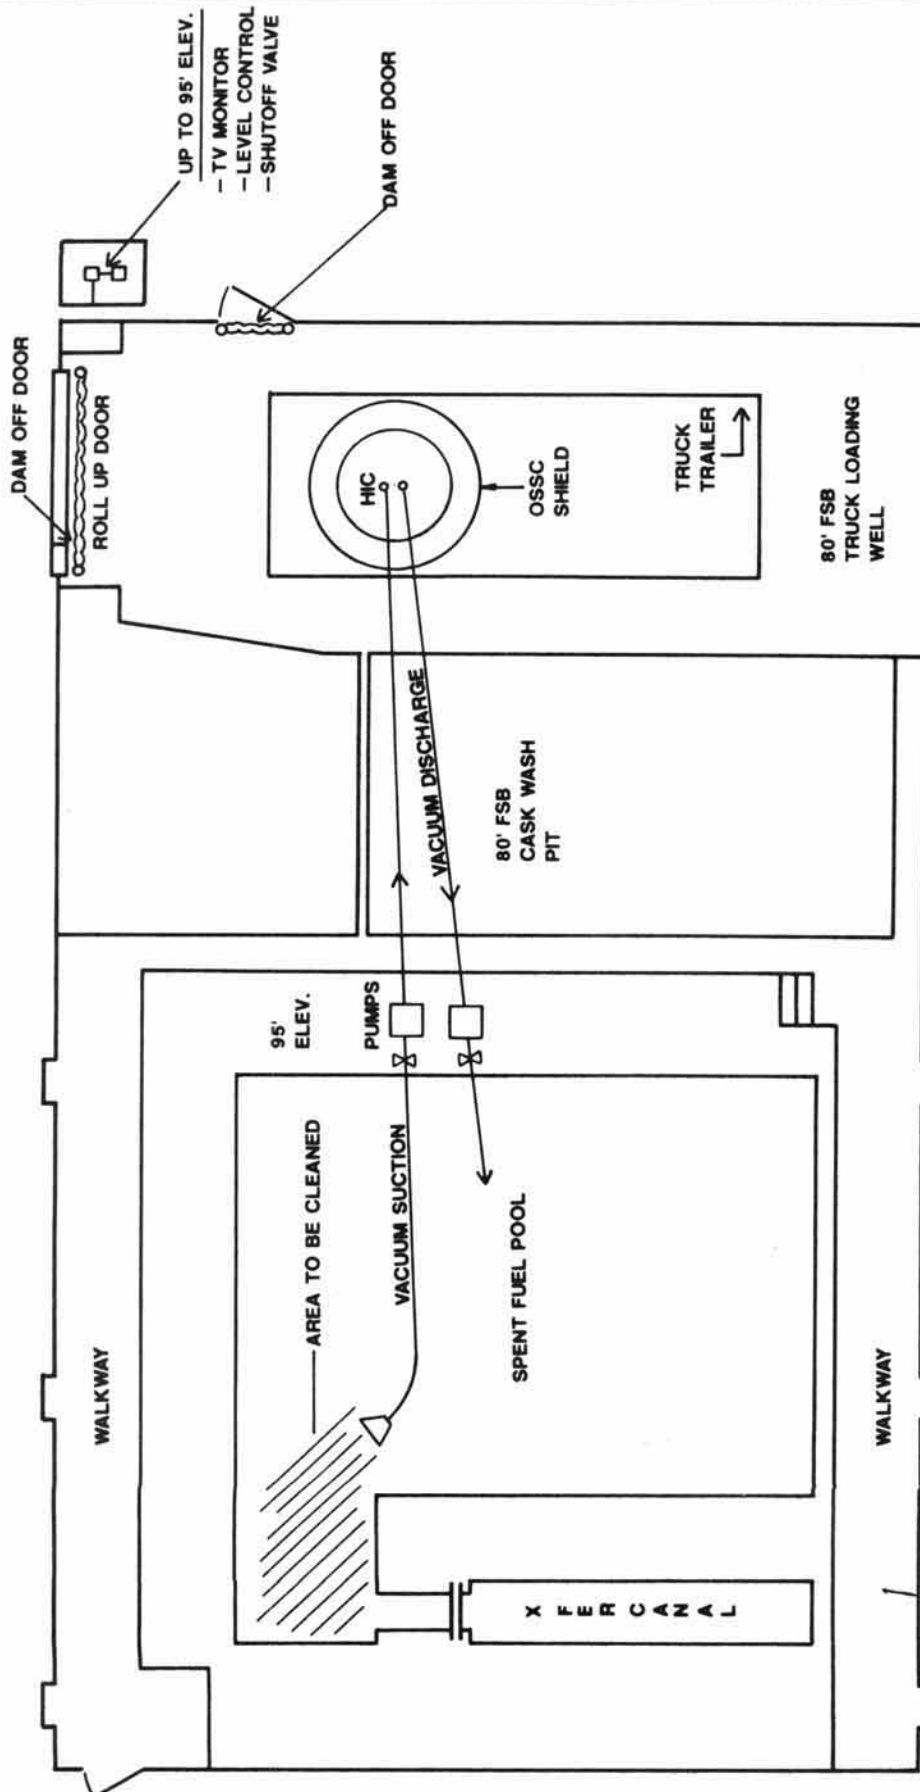 WALKWAY
AREA TO BE CLEANED
VACUUM SUCTION
95'
ELEV.
PUMPS
SPENT FUEL POOL
X FER CANAL
WALKWAY
DAM OFF DOOR
ROLL UP DOOR
UP TO 95' ELEV.
– TV MONITOR
– LEVEL CONTROL
– SHUTOFF VALVE
DAM OFF DOOR
HIC
OSSC
SHIELD
TRUCK
TRAILER
VACUUM DISCHARGE
80' FSB
CASK WASH
PIT
80' FSB
TRUCK LOADING
WELL